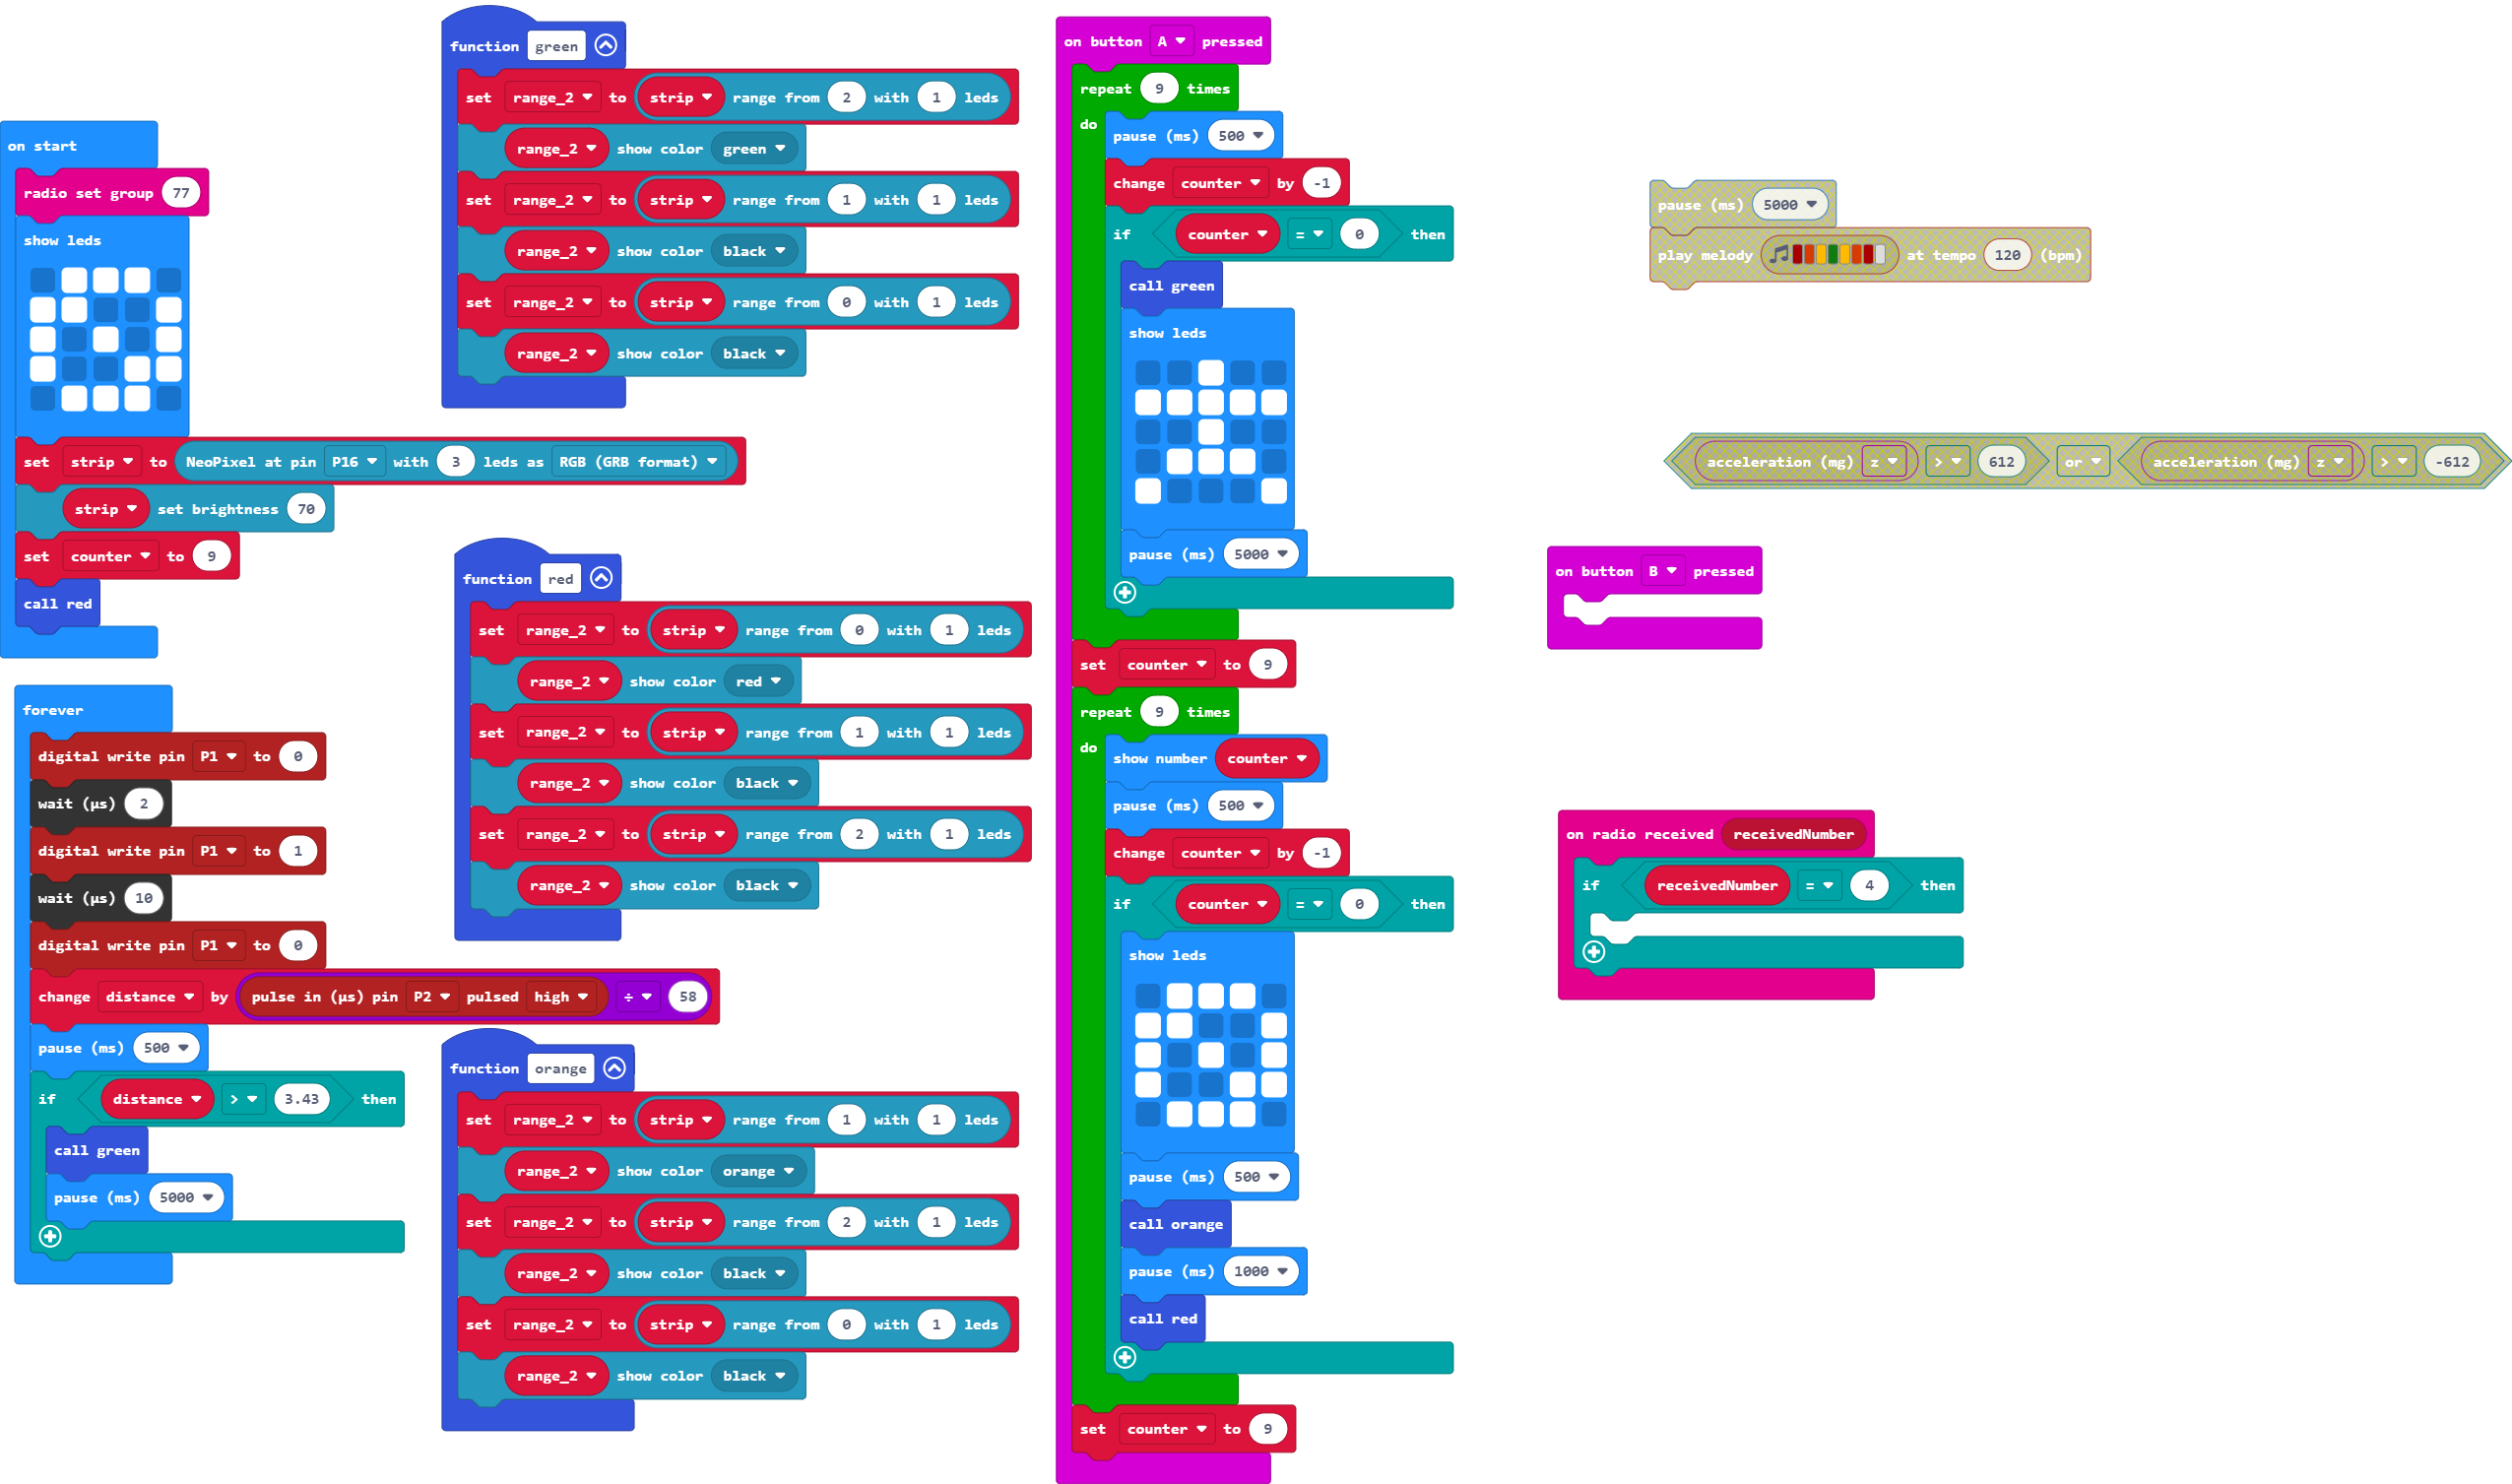 on start
radio set group 77
show leds
set strip to NeoPixel at pin P16 with 3 leds as RGB (GRB format)
strip set brightness 70
set counter to 9
call red
forever
digital write pin P1 to 0
wait (µs) 2
digital write pin P1 to 1
wait (µs) 10
digital write pin P1 to 0
change distance by pulse in (µs) pin P2 pulsed high ÷ 58
pause (ms) 500
if distance > 3.43 then
call green
pause (ms) 5000
function green
set range_2 to strip range from 2 with 1 leds
range_2 show color green
set range_2 to strip range from 1 with 1 leds
range_2 show color black
set range_2 to strip range from 0 with 1 leds
range_2 show color black
function red
set range_2 to strip range from 0 with 1 leds
range_2 show color red
set range_2 to strip range from 1 with 1 leds
range_2 show color black
set range_2 to strip range from 2 with 1 leds
range_2 show color black
function orange
set range_2 to strip range from 1 with 1 leds
range_2 show color orange
set range_2 to strip range from 2 with 1 leds
range_2 show color black
set range_2 to strip range from 0 with 1 leds
range_2 show color black
on button A pressed
repeat 9 times
do
pause (ms) 500
change counter by -1
if counter = 0 then
call green
show leds
pause (ms) 5000
set counter to 9
repeat 9 times
do
show number counter
pause (ms) 500
change counter by -1
if counter = 0 then
show leds
pause (ms) 500
call orange
pause (ms) 1000
call red
set counter to 9
pause (ms) 5000
play melody at tempo 120 (bpm)
acceleration (mg) z > 612 or acceleration (mg) z > -612
on button B pressed
on radio received receivedNumber
if receivedNumber = 4 then